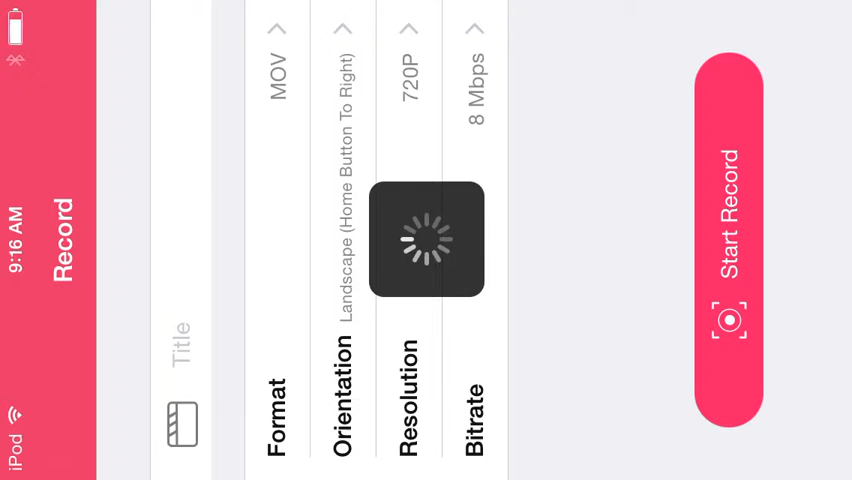 iPod 9:16 AM
Record
Title
Format MOV
Orientation Landscape (Home Button To Right)
Resolution 720P
Bitrate 8 Mbps
Start Record